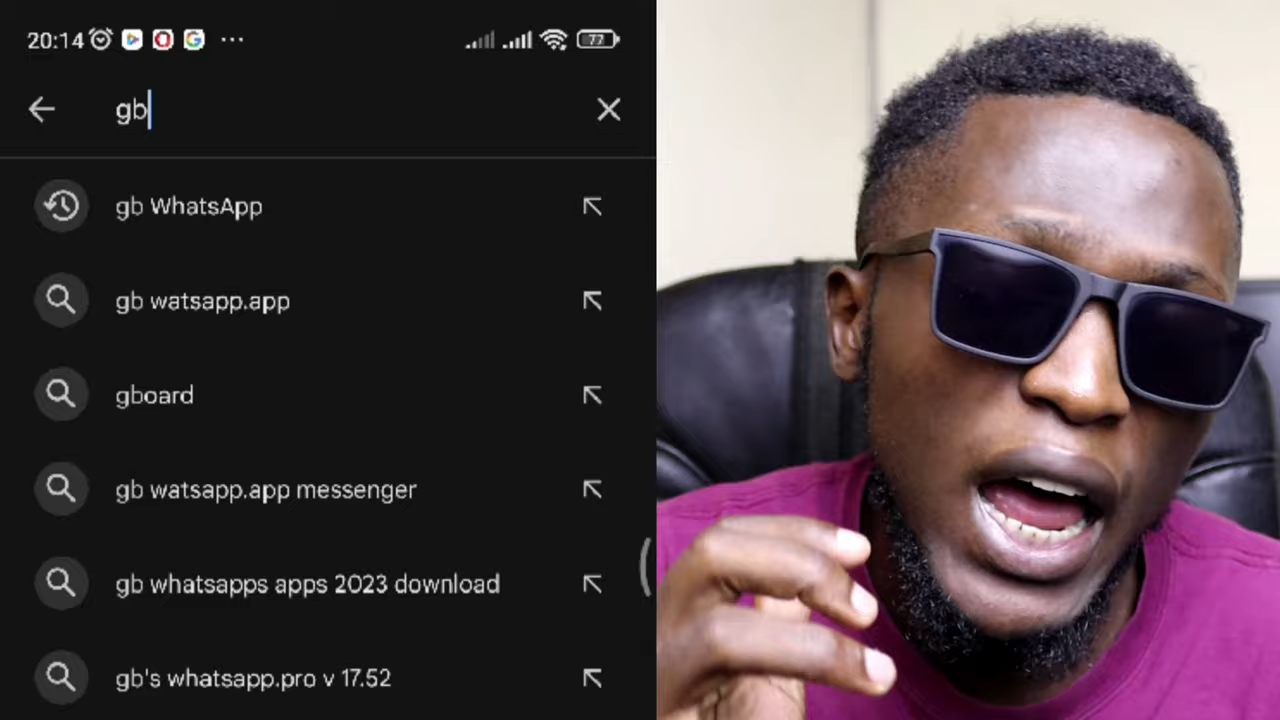 20:14
77
gb
gb WhatsApp
gb watsapp.app
gboard
gb watsapp.app messenger
gb whatsapps apps 2023 download
gb's whatsapp.pro v 17.52